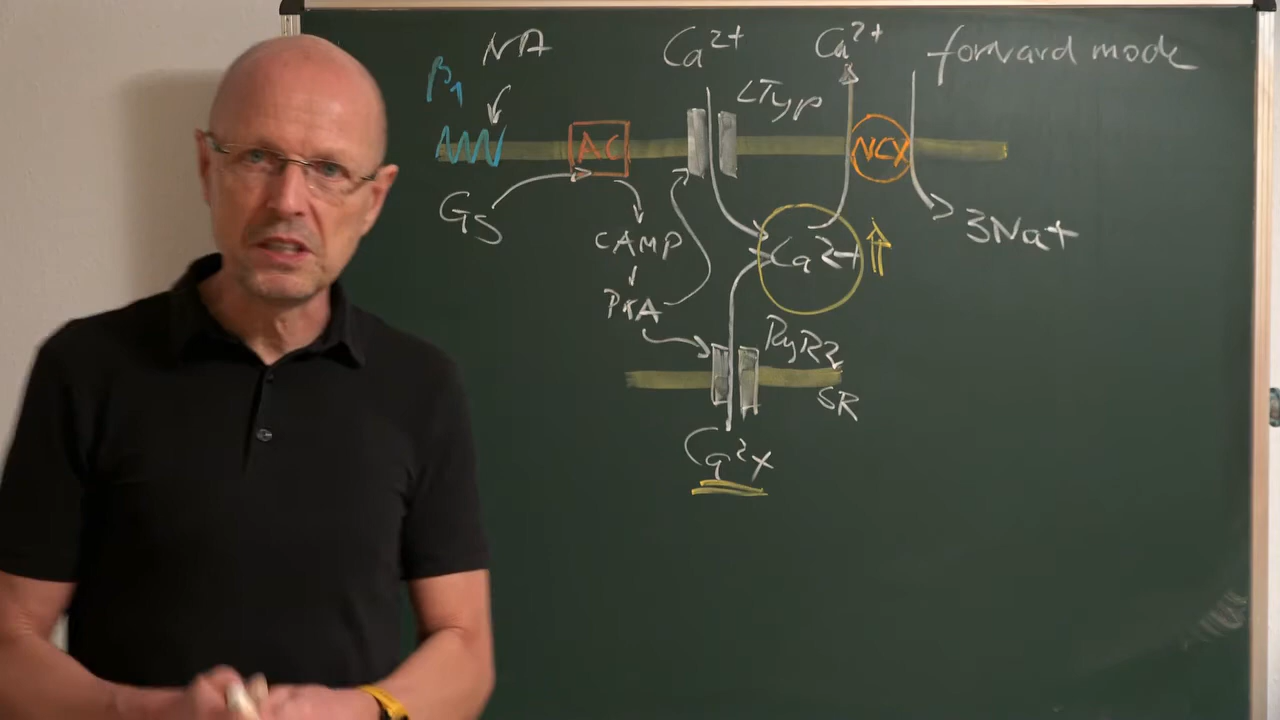 NA
Ca²⁺
Ca²⁺
forward mode
β₁
LTyp
AC
NCX
Gs
3Na+
cAMP
Ca2+
PKA
RyR2
SR
Ca²⁺